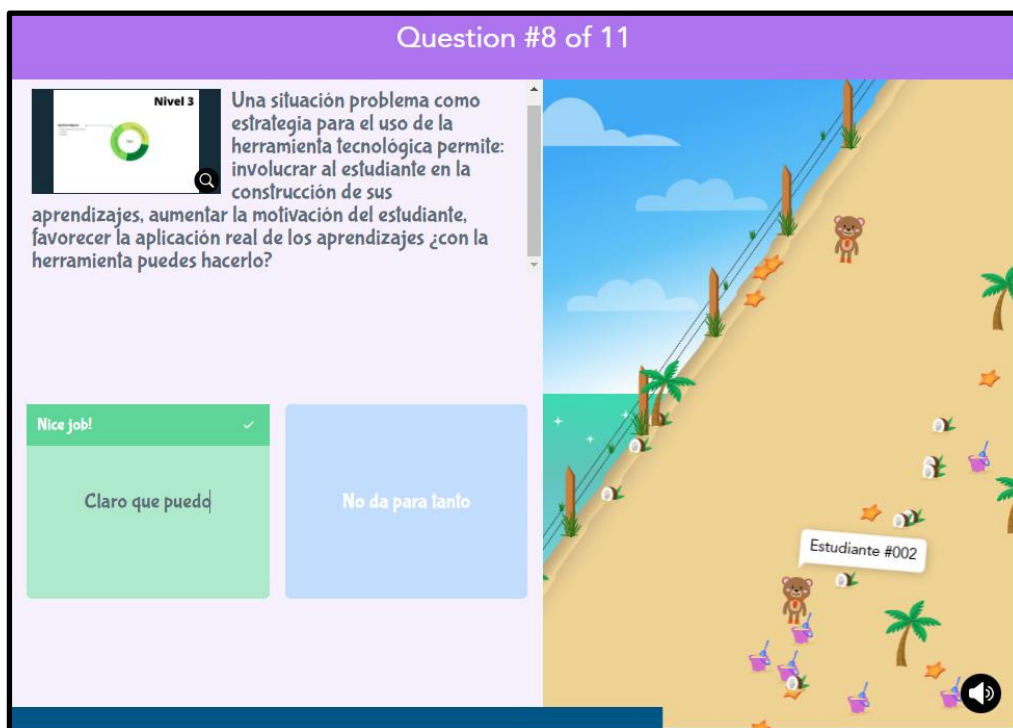 Question #8 of 11
Nivel 3
Una situación problema como
estrategia para el uso de la
herramienta tecnológica permite:
involucrar al estudiante en la
construcción de sus
aprendizajes, aumentar la motivación del estudiante,
favorecer la aplicación real de los aprendizajes ¿con la
herramienta puedes hacerlo?
Nice job!
Claro que puedo
No da para tanto
Estudiante #002